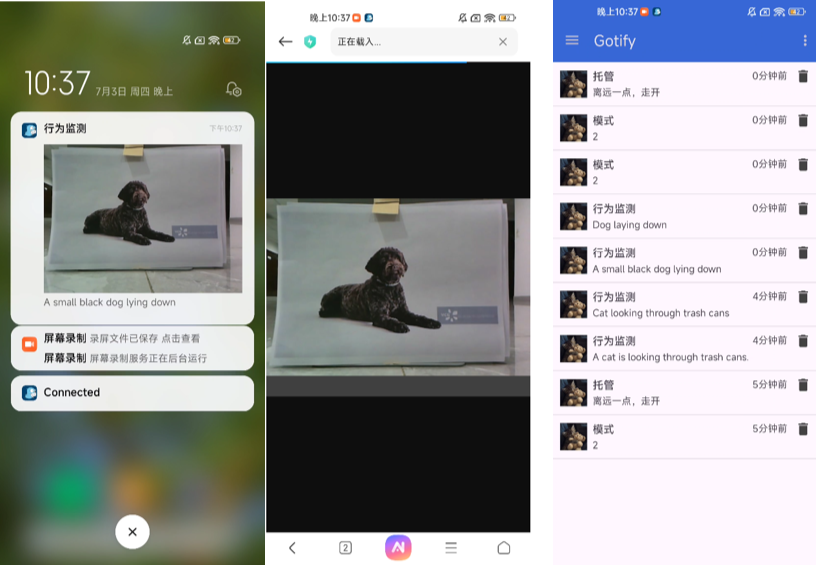 10:37
7月3日 周四 晚上
行为监测
下午10:37
A small black dog lying down
屏幕录制 录屏文件已保存 点击查看
屏幕录制 屏幕录制服务正在后台运行
Connected
晚上10:37
正在载入...
2
AI
晚上10:37
Gotify
托管
0分钟前
离远一点，走开
模式
0分钟前
2
模式
0分钟前
2
行为监测
0分钟前
Dog laying down
行为监测
0分钟前
A small black dog lying down
行为监测
4分钟前
Cat looking through trash cans
行为监测
4分钟前
A cat is looking through trash cans.
托管
5分钟前
离远一点，走开
模式
5分钟前
2